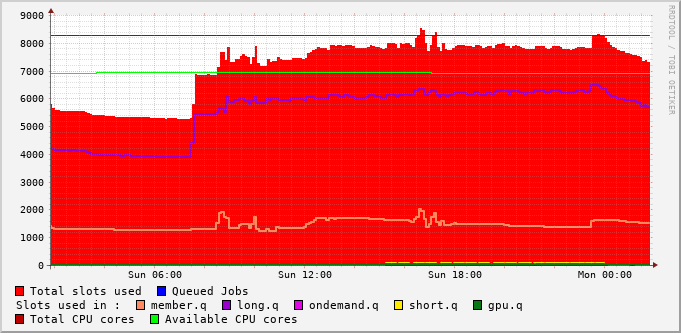 9000
8000
7000
6000
5000
4000
3000
2000
1000
0
Sun 06:00 Sun 12:00 Sun 18:00 Mon 00:00
Total slots used Queued Jobs
Slots used in : member.q long.q ondemand.q short.q gpu.q
Total CPU cores Available CPU cores
RRDTOOL / TOBI OETIKER